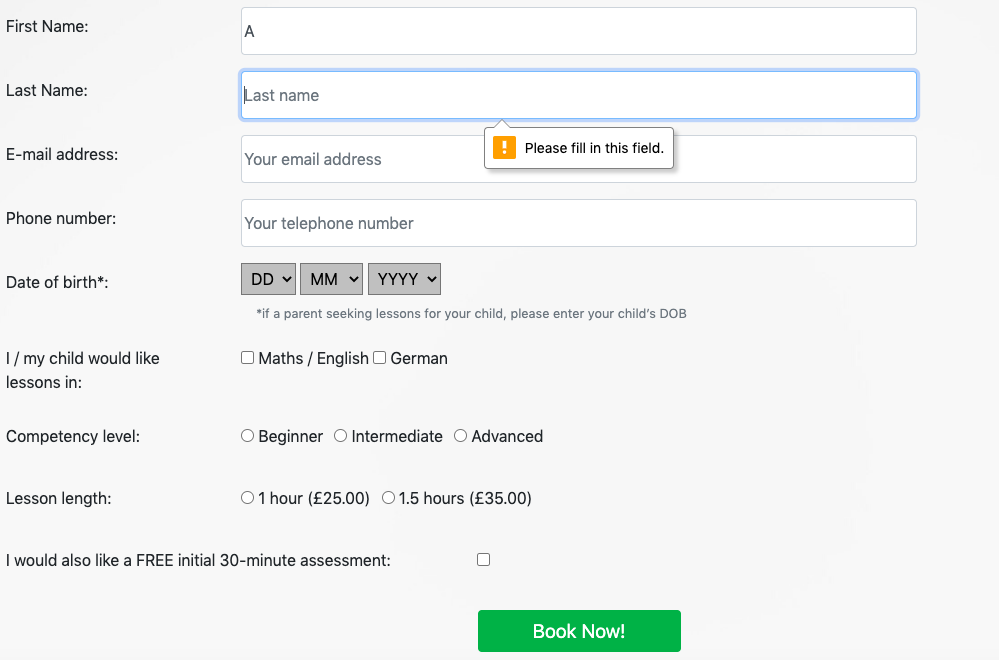 First Name:
A
Last Name:
Last name
Please fill in this field.
E-mail address:
Your email address
Phone number:
Your telephone number
Date of birth*:
DD MM YYYY
*if a parent seeking lessons for your child, please enter your child's DOB
I / my child would like
lessons in:
Maths / English German
Competency level:
Beginner Intermediate Advanced
Lesson length:
1 hour (£25.00) 1.5 hours (£35.00)
I would also like a FREE initial 30-minute assessment:
Book Now!